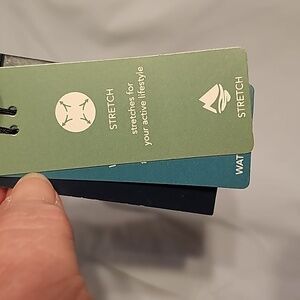 STRETCH
stretches for
your active lifestyle
STRETCH
WAT